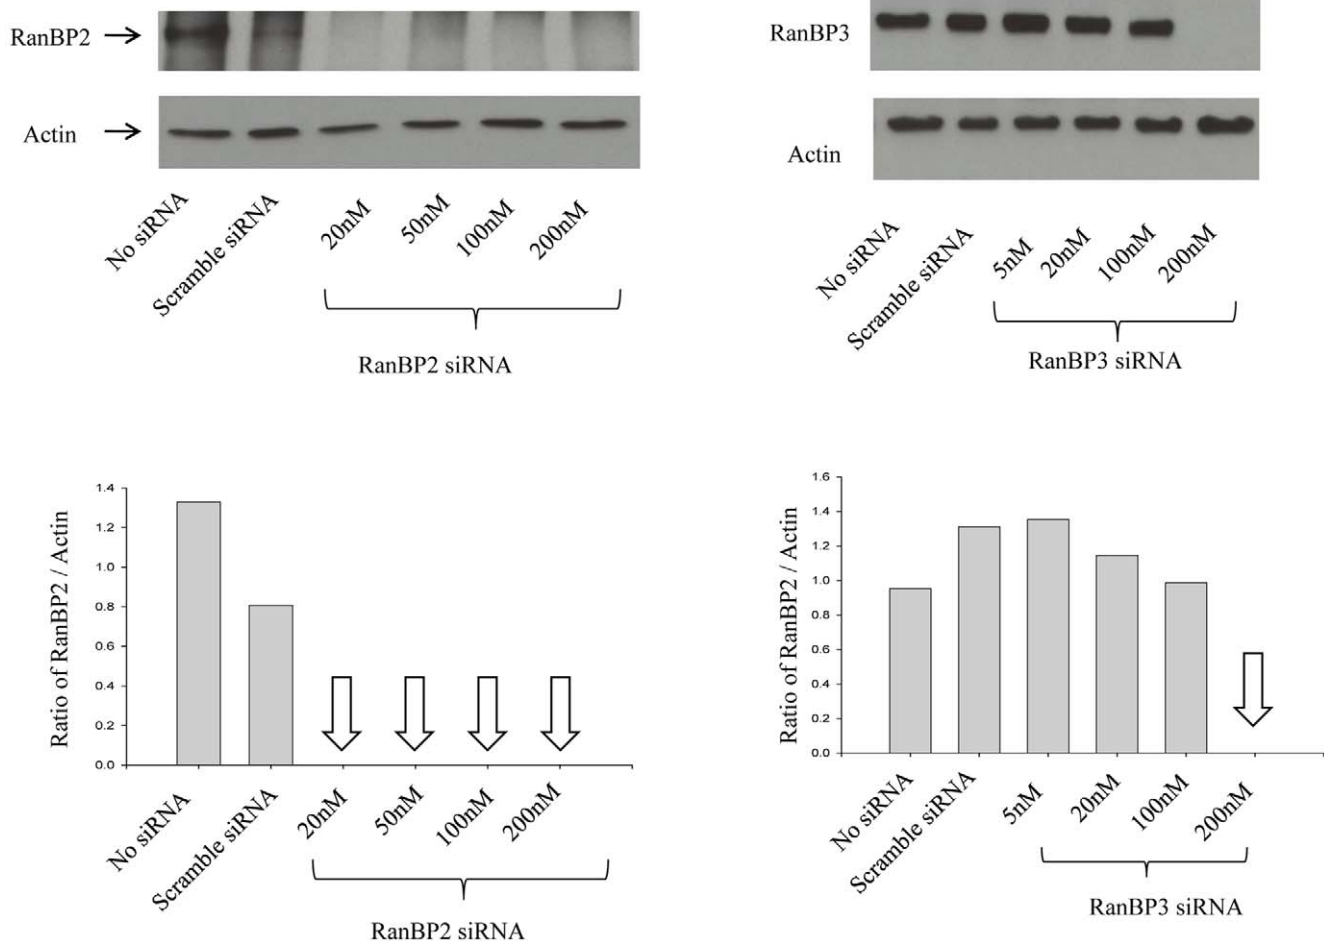 RanBP2
Actin
No siRNA
Scramble siRNA
20nM
50nM
100nM
200nM
RanBP2 siRNA
RanBP3
Actin
No siRNA
Scramble siRNA
5nM
20nM
100nM
200nM
RanBP3 siRNA
Ratio of RanBP2 / Actin
1.4
1.2
1.0
0.8
0.6
0.4
0.2
0.0
No siRNA
Scramble siRNA
20nM
50nM
100nM
200nM
RanBP2 siRNA
Ratio of RanBP2 / Actin
1.6
1.4
1.2
1.0
0.8
0.6
0.4
0.2
0.0
No siRNA
Scramble siRNA
5nM
20nM
100nM
200nM
RanBP3 siRNA